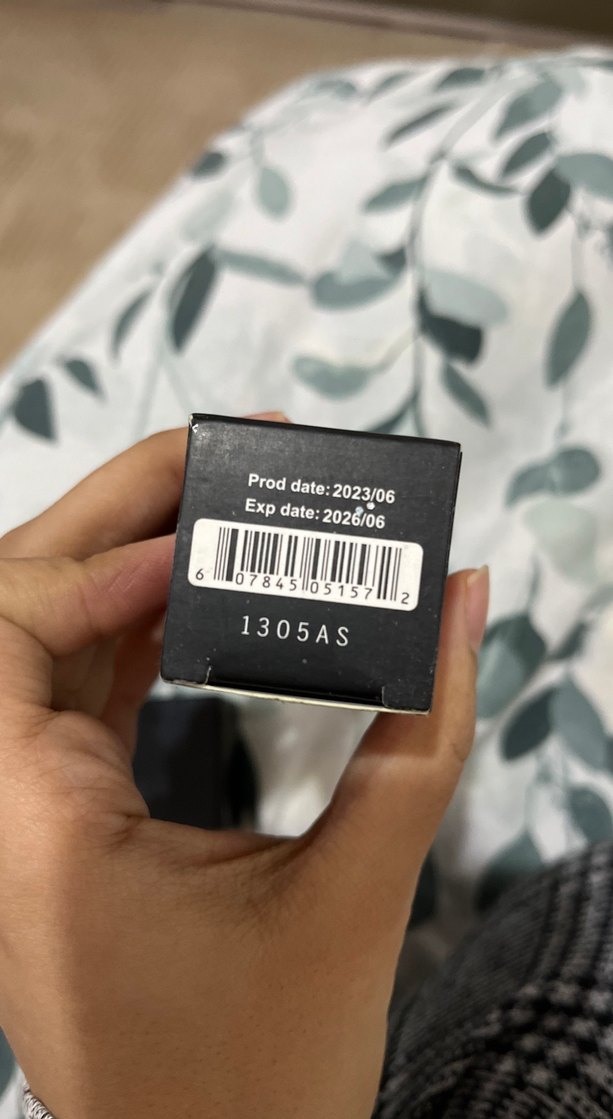 Prod date: 2023/06
Exp date: 2026/06
6 07845 05157 2
1305AS